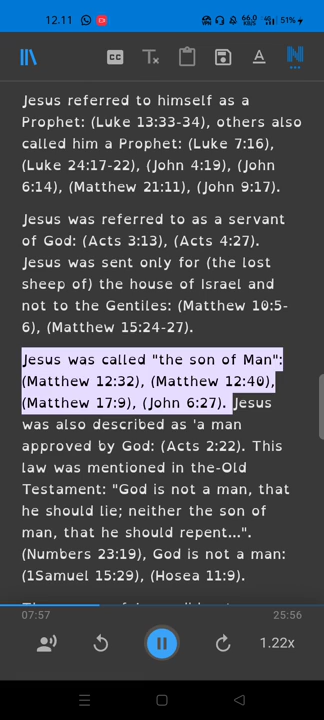 12.11
51%
CC
A
Jesus referred to himself as a
Prophet: (Luke 13:33-34), others also
called him a Prophet: (Luke 7:16),
(Luke 24:17-22), (John 4:19), (John
6:14), (Matthew 21:11), (John 9:17).
Jesus was referred to as a servant
of God: (Acts 3:13), (Acts 4:27).
Jesus was sent only for (the lost
sheep of) the house of Israel and
not to the Gentiles: (Matthew 10:5-
6), (Matthew 15:24-27).
Jesus was called "the son of Man":
(Matthew 12:32), (Matthew 12:40),
(Matthew 17:9), (John 6:27). Jesus
was also described as 'a man
approved by God: (Acts 2:22). This
law was mentioned in the-Old
Testament: "God is not a man, that
he should lie; neither the son of
man, that he should repent...".
(Numbers 23:19), God is not a man:
(1Samuel 15:29), (Hosea 11:9).
07:57
25:56
1.22x